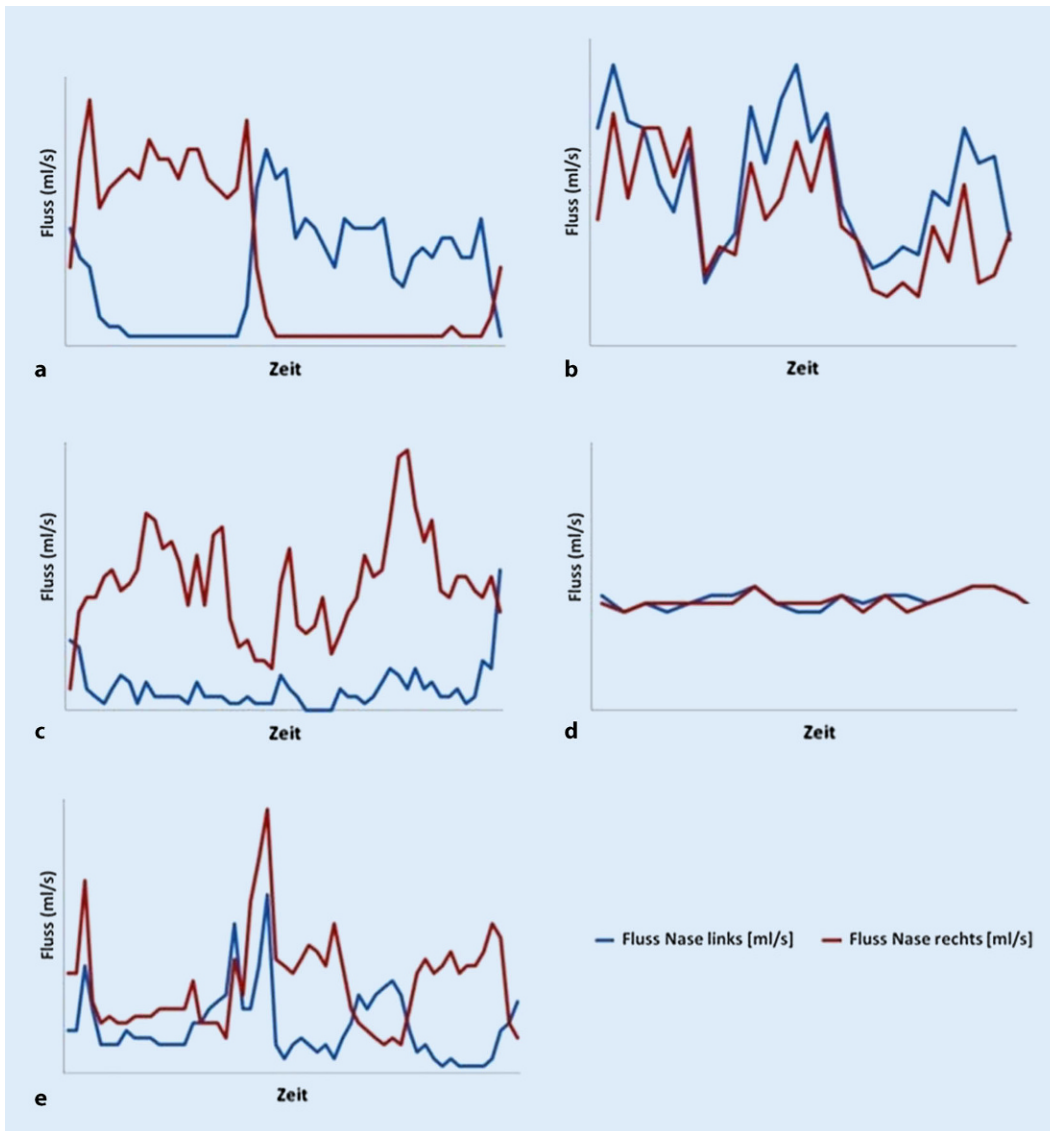 Fluss (ml/s)
Zeit
a
Fluss (ml/s)
Zeit
b
Fluss (ml/s)
Zeit
c
Fluss (ml/s)
Zeit
d
Fluss (ml/s)
Zeit
e
Fluss Nase links [ml/s]
Fluss Nase rechts [ml/s]